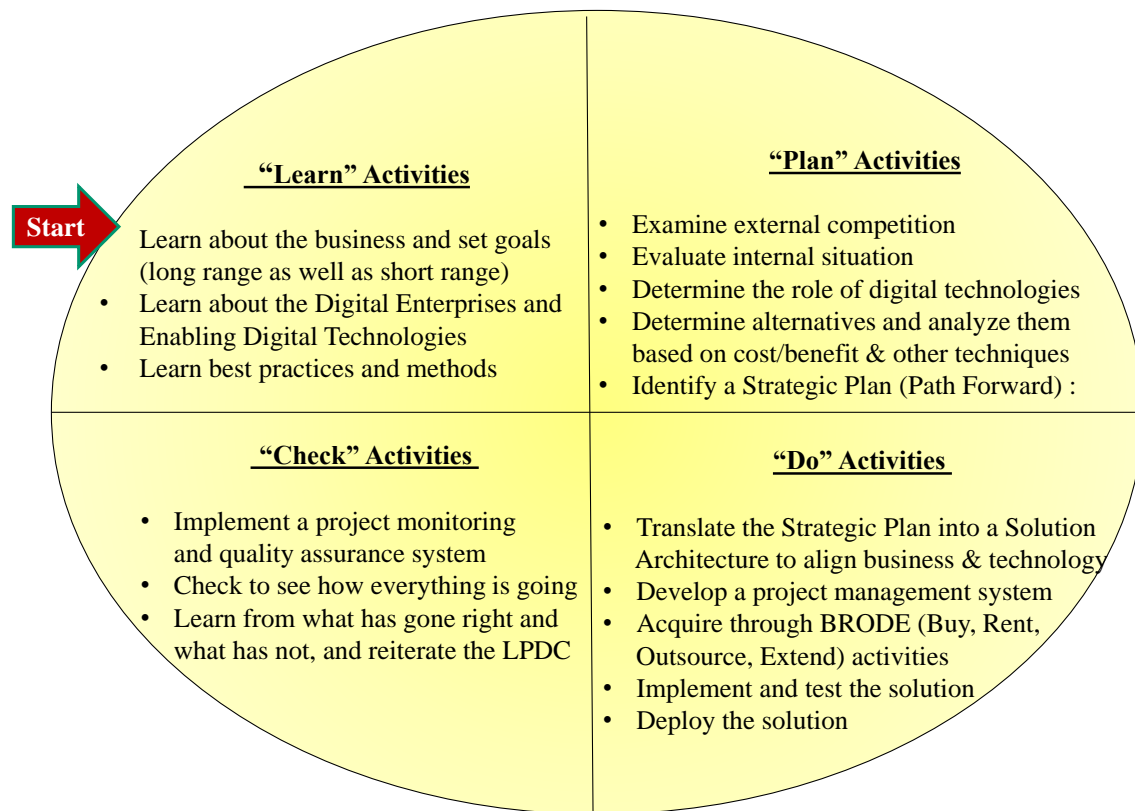 Start
“Learn” Activities
Learn about the business and set goals
(long range as well as short range)
• Learn about the Digital Enterprises and
Enabling Digital Technologies
• Learn best practices and methods
“Plan” Activities
• Examine external competition
• Evaluate internal situation
• Determine the role of digital technologies
• Determine alternatives and analyze them
based on cost/benefit & other techniques
• Identify a Strategic Plan (Path Forward) :
“Check” Activities
• Implement a project monitoring
and quality assurance system
• Check to see how everything is going
• Learn from what has gone right and
what has not, and reiterate the LPDC
“Do” Activities
• Translate the Strategic Plan into a Solution
Architecture to align business & technology
• Develop a project management system
• Acquire through BRODE (Buy, Rent,
Outsource, Extend) activities
• Implement and test the solution
• Deploy the solution